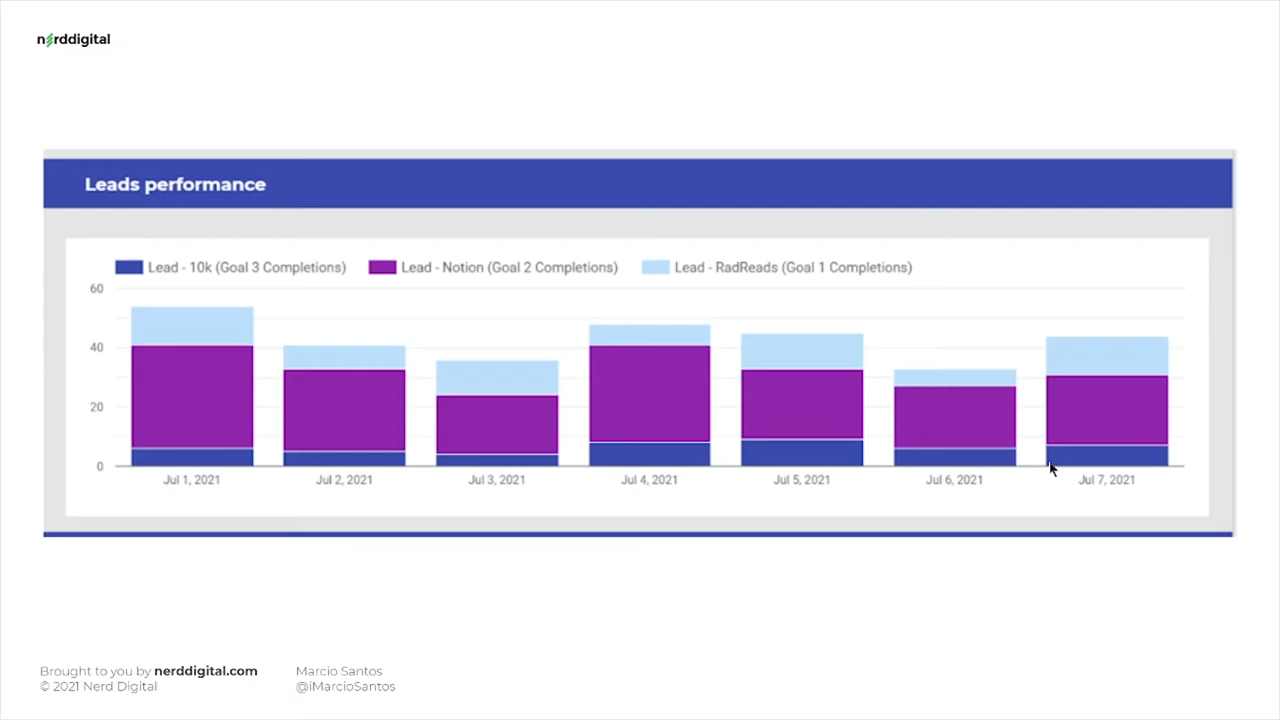 nerddigital
Leads performance
Lead - 10k (Goal 3 Completions) Lead - Notion (Goal 2 Completions) Lead - RadReads (Goal 1 Completions)
60
40
20
0
Jul 1, 2021 Jul 2, 2021 Jul 3, 2021 Jul 4, 2021 Jul 5, 2021 Jul 6, 2021 Jul 7, 2021
Brought to you by nerddigital.com
© 2021 Nerd Digital
Marcio Santos
@iMarcioSantos